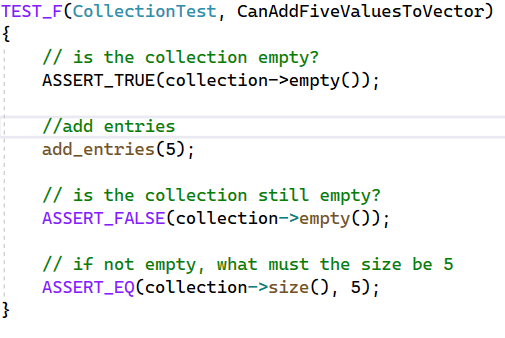 TEST_F(CollectionTest, CanAddFiveValuesToVector)
{
// is the collection empty?
ASSERT_TRUE(collection->empty());
//add entries
add_entries(5);
// is the collection still empty?
ASSERT_FALSE(collection->empty());
// if not empty, what must the size be 5
ASSERT_EQ(collection->size(), 5);
}